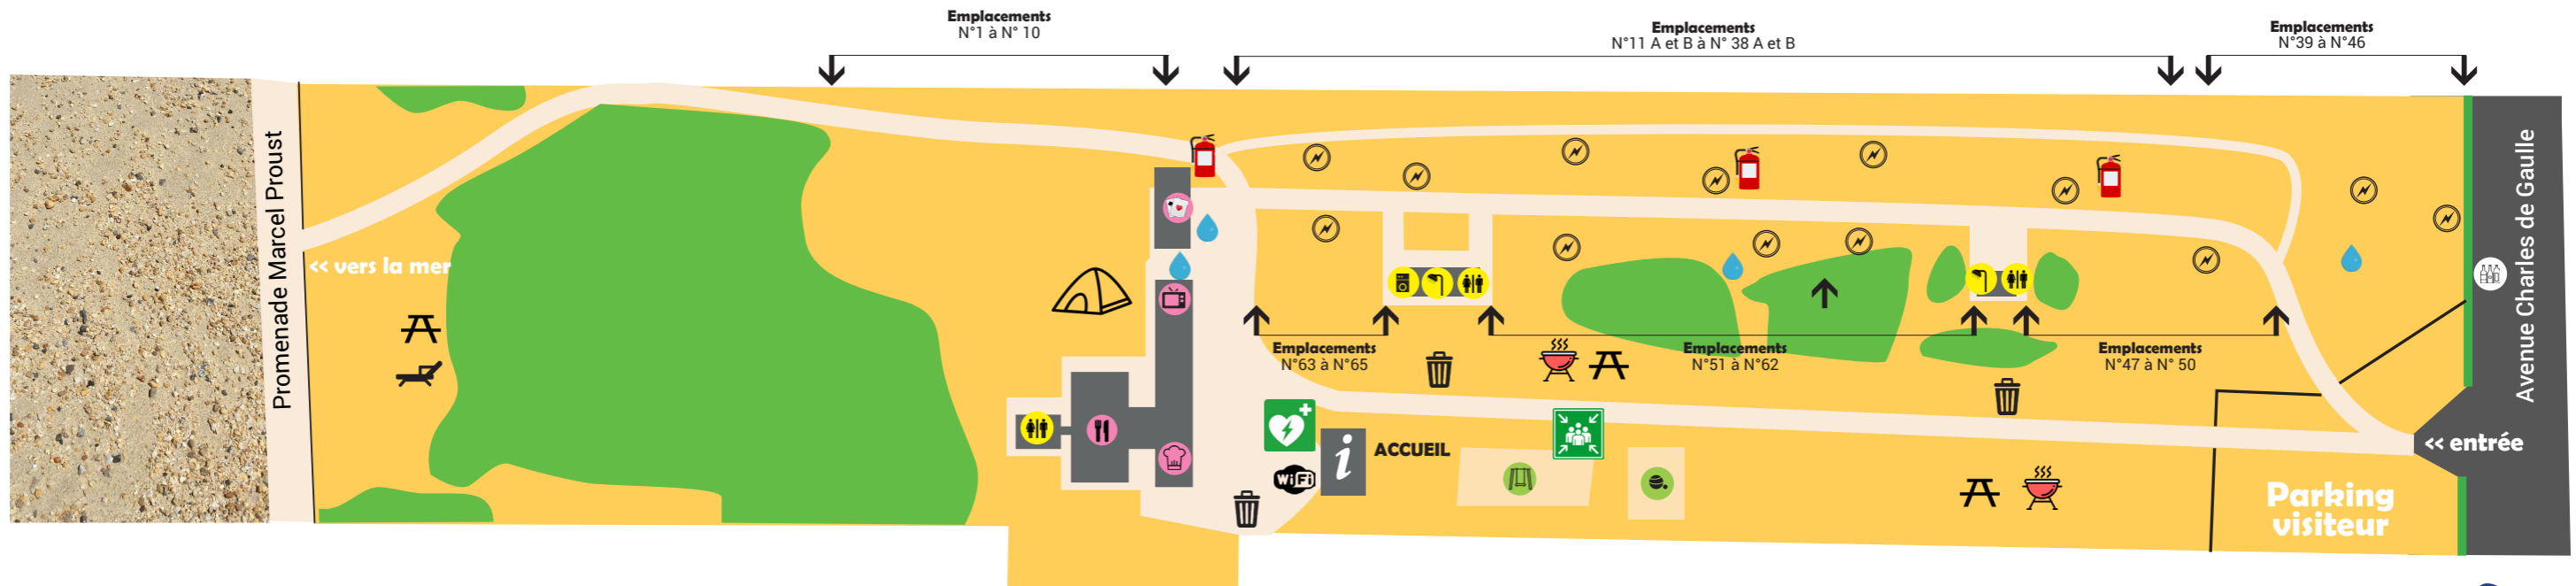 Emplacements
N°1 à N° 10
Emplacements
N°11 A et B à N° 38 A et B
Emplacements
N°39 à N°46
Promenade Marcel Proust
<< vers la mer
Avenue Charles de Gaulle
Emplacements
N°63 à N°65
Emplacements
N°51 à N°62
Emplacements
N°47 à N° 50
i
ACCUEIL
WiFi
<< entrée
Parking
visiteur